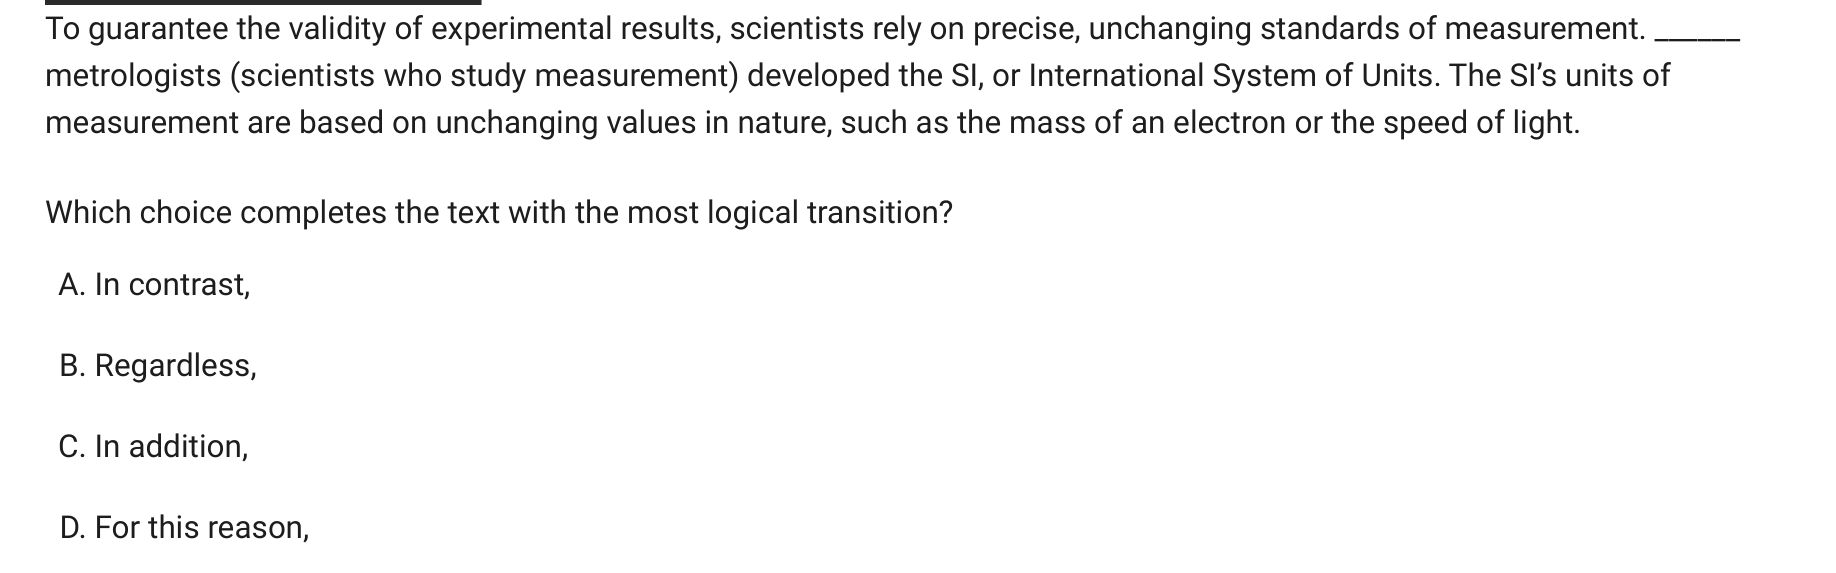 To guarantee the validity of experimental results, scientists rely on precise, unchanging standards of measurement. ______
metrologists (scientists who study measurement) developed the SI, or International System of Units. The SI’s units of
measurement are based on unchanging values in nature, such as the mass of an electron or the speed of light.
Which choice completes the text with the most logical transition?
A. In contrast,
B. Regardless,
C. In addition,
D. For this reason,